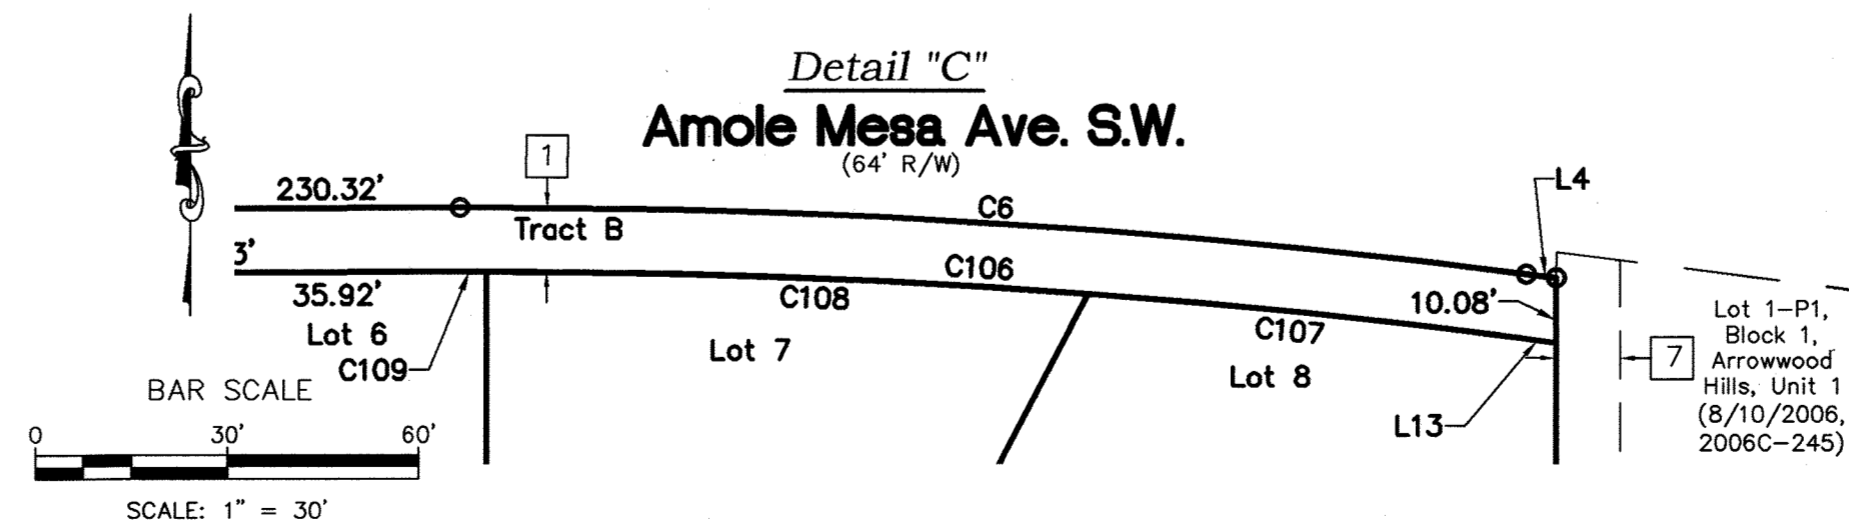 Detail "C"
Amole Mesa Ave. S.W.
(64' R/W)
1
L4
230.32'
C6
Tract B
3'
C106
35.92'
C108
10.08'
Lot 6
C109
Lot 7
C107
Lot 8
L13
7
Lot 1-P1,
Block 1,
Arrowwood
Hills, Unit 1
(8/10/2006,
2006C-245)
BAR SCALE
0 30' 60'
SCALE: 1" = 30'